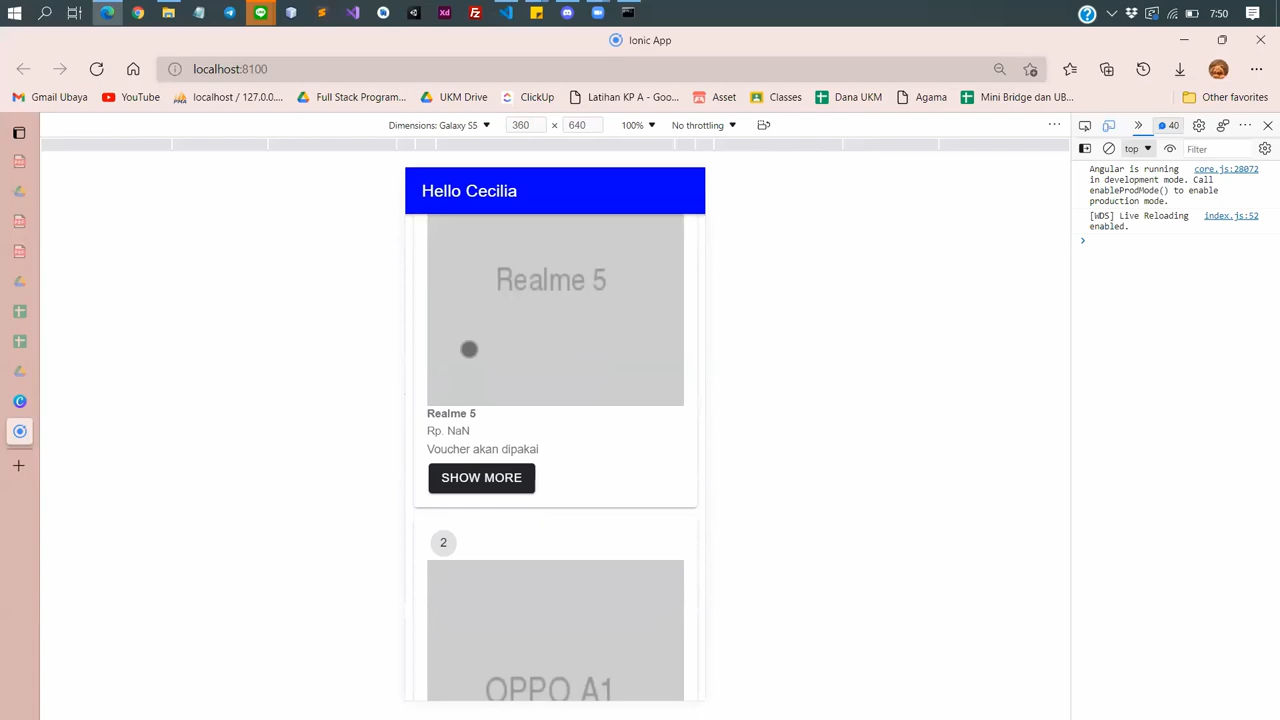 7:50
Ionic App
localhost:8100
Gmail Ubaya
YouTube
localhost / 127.0.0....
Full Stack Program...
UKM Drive
ClickUp
Latihan KP A - Goo...
Asset
Classes
Dana UKM
Agama
Mini Bridge dan UB...
Other favorites
Dimensions: Galaxy S5
360
x
640
100%
No throttling
40
top
Filter
Angular is running core.js:28072
in development mode. Call
enableProdMode() to enable
production mode.
[WDS] Live Reloading index.js:52
enabled.
Hello Cecilia
Realme 5
Realme 5
Rp. NaN
Voucher akan dipakai
SHOW MORE
2
OPPO A1